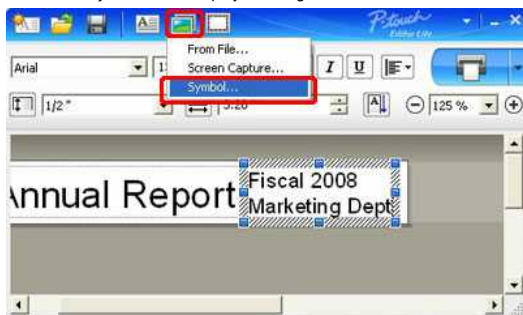 P-touch
Editor Lite
From File...
Screen Capture...
Symbol...
Arial
I U
A
1/2"
A
125 %
Annual Report
Fiscal 2008
Marketing Dept